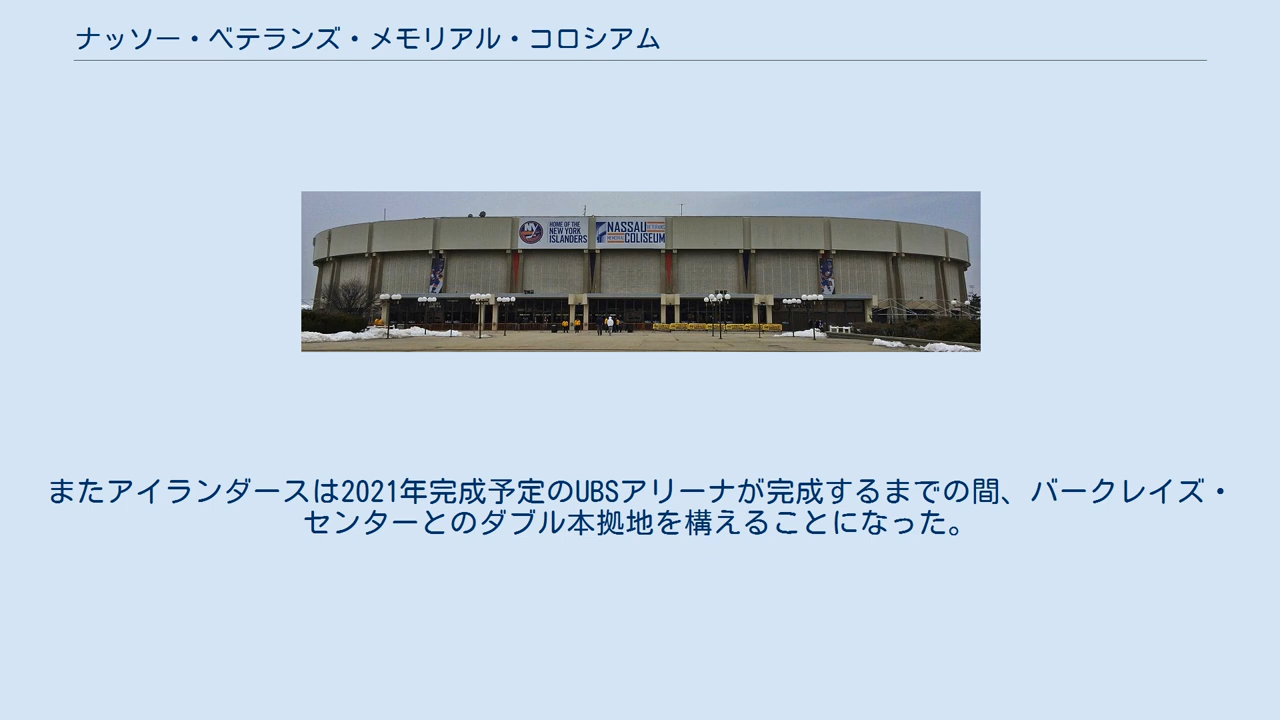 ナッソー・ベテランズ・メモリアル・コロシアム
HOME OF THE
NEW YORK
ISLANDERS
NY
NASSAU
VETERANS
MEMORIAL
COLISEUM
またアイランダースは2021年完成予定のUBSアリーナが完成するまでの間、バークレイズ・
センターとのダブル本拠地を構えることになった。